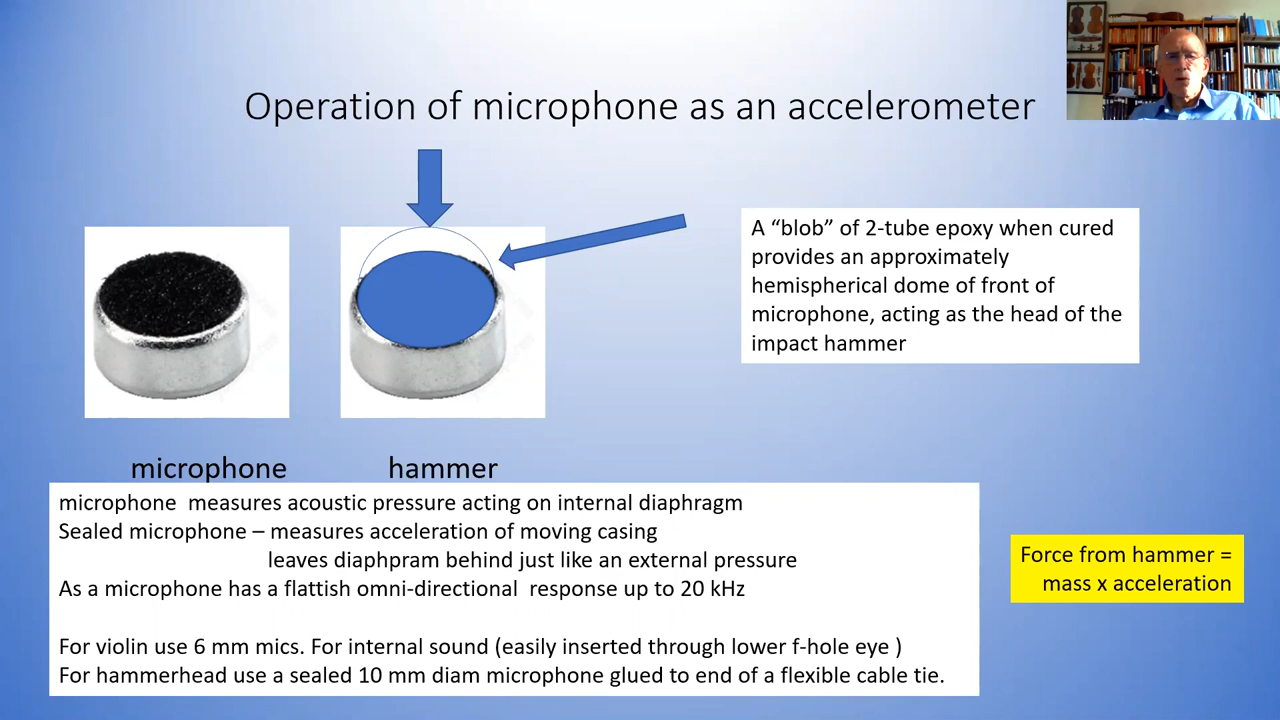 Operation of microphone as an accelerometer
A “blob” of 2-tube epoxy when cured
provides an approximately
hemispherical dome of front of
microphone, acting as the head of the
impact hammer
microphone
hammer
microphone  measures acoustic pressure acting on internal diaphragm
Sealed microphone – measures acceleration of moving casing
leaves diaphpram behind just like an external pressure
As a microphone has a flattish omni-directional  response up to 20 kHz
For violin use 6 mm mics. For internal sound (easily inserted through lower f-hole eye )
For hammerhead use a sealed 10 mm diam microphone glued to end of a flexible cable tie.
Force from hammer =
mass x acceleration